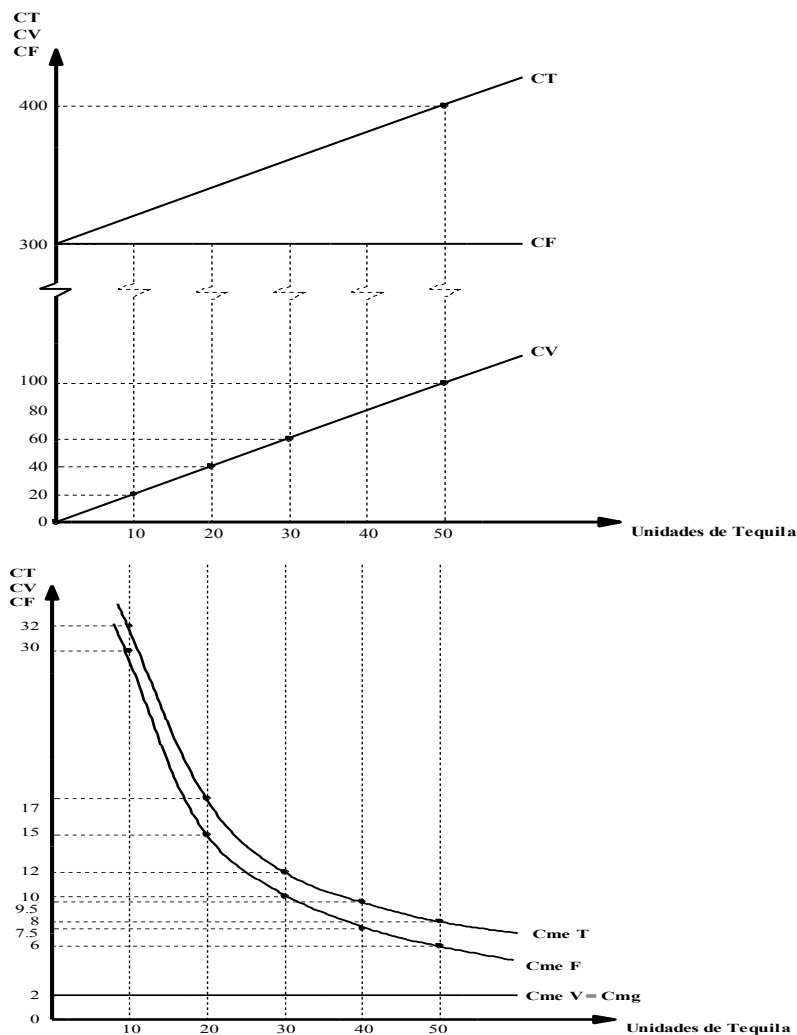 CT
CV
CF
CT
400
CF
300
CV
100
80
60
40
20
0
10 20 30 40 50
Unidades de Tequila
CT
CV
CF
32
30
17
15
12
10
9.5
8
7.5
6
Cme T
Cme F
2
Cme V = Cmg
0
10 20 30 40 50
Unidades de Tequila